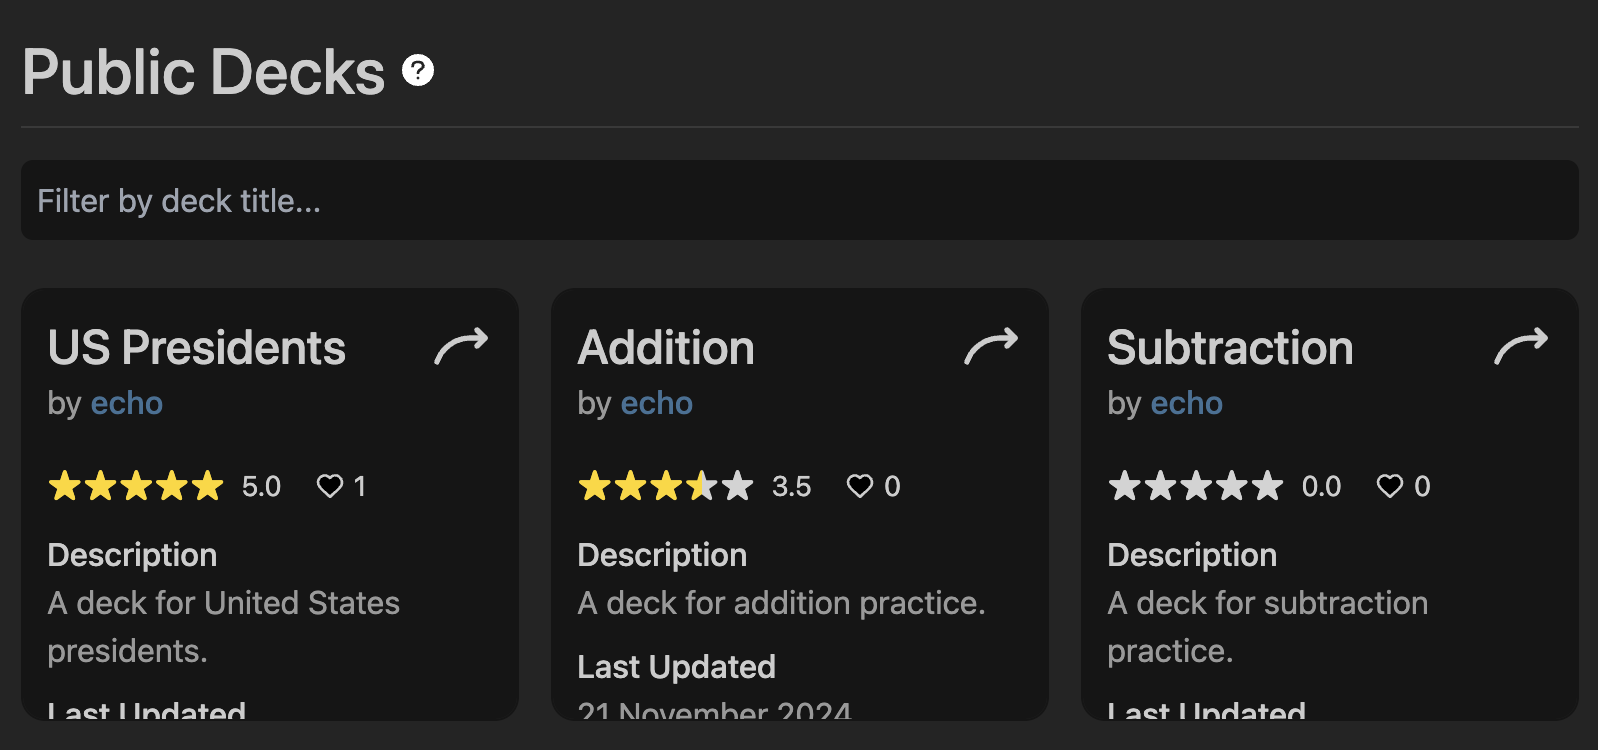 Public Decks ?
Filter by deck title...
US Presidents
by echo
5.0 1
Description
A deck for United States
presidents.
Last Updated
Addition
by echo
3.5 0
Description
A deck for addition practice.
Last Updated
21 November 2024
Subtraction
by echo
0.0 0
Description
A deck for subtraction
practice.
Last Updated